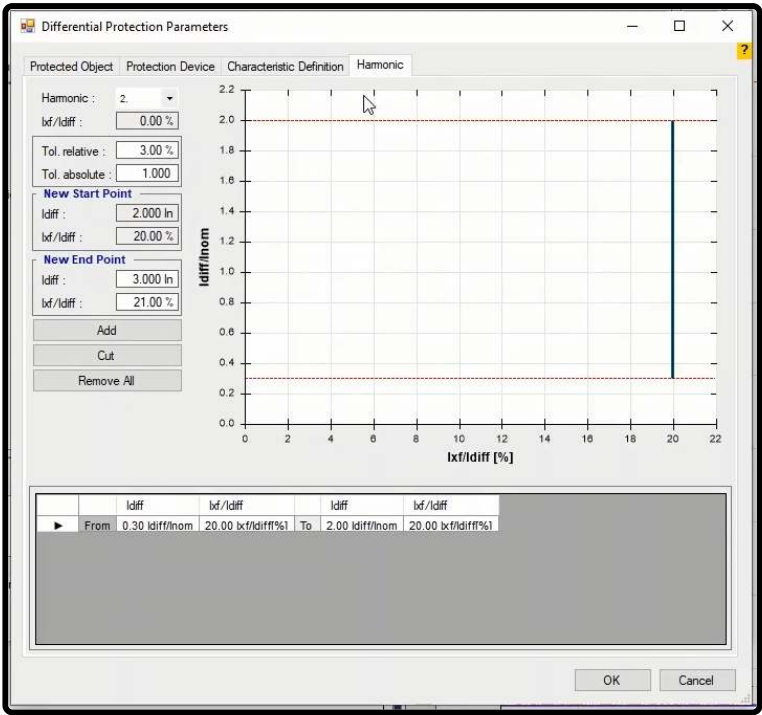 Differential Protection Parameters
?
Protected Object Protection Device Characteristic Definition Harmonic
Harmonic : 2.
Ixf/Idiff : 0.00 %
Tol. relative : 3.00 %
Tol. absolute : 1.000
New Start Point
Idiff : 2.000 In
Ixf/Idiff : 20.00 %
New End Point
Idiff : 3.000 In
Ixf/Idiff : 21.00 %
Add
Cut
Remove All
Idiff/Inom
2.2
2.0
1.8
1.6
1.4
1.2
1.0
0.8
0.6
0.4
0.2
0.0
0 2 4 6 8 10 12 14 16 18 20 22
Ixf/Idiff [%]
Idiff Ixf/Idiff Idiff Ixf/Idiff
From 0.30 Idiff/Inom 20.00 Ixf/Idiff[%] To 2.00 Idiff/Inom 20.00 Ixf/Idiff[%]
OK Cancel